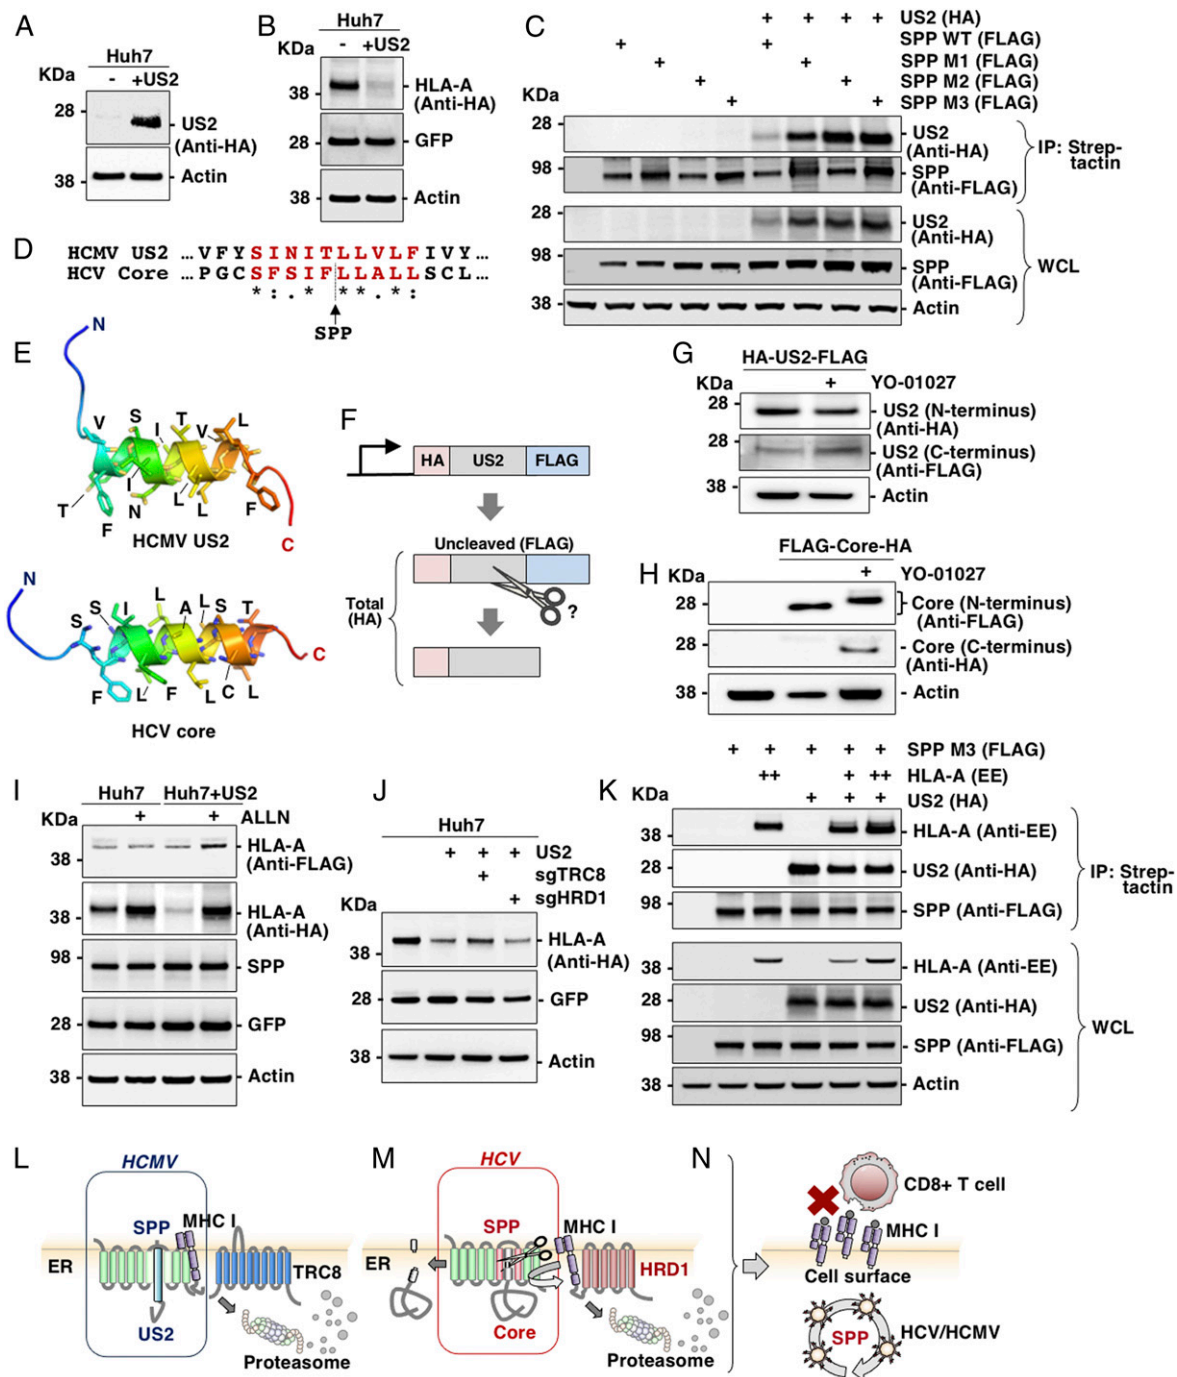 A
Huh7
KDa - +US2
28
US2
(Anti-HA)
38
Actin
B
Huh7
KDa - +US2
38
HLA-A
(Anti-HA)
28
GFP
38
Actin
C
+ + + + US2 (HA)
+ + SPP WT (FLAG)
+ + SPP M1 (FLAG)
+ + SPP M2 (FLAG)
+ + SPP M3 (FLAG)
KDa
28
US2
(Anti-HA)
98
SPP
(Anti-FLAG)
IP: Strep-
tactin
28
US2
(Anti-HA)
98
SPP
(Anti-FLAG)
38
Actin
WCL
D
HCMV US2 ...VFYSINITLLVLFIVY...
HCV Core ...PGCSFSIFLLALLSCL...
* : . * * * . * :
SPP
E
N
V S I T V L
T F I N L L F
C
HCMV US2
N
S S I L A L S T
F L F L C L
C
HCV core
F
HA US2 FLAG
Uncleaved (FLAG)
Total
(HA)
?
G
HA-US2-FLAG
KDa + YO-01027
28
US2 (N-terminus)
(Anti-HA)
28
US2 (C-terminus)
(Anti-FLAG)
38
Actin
H
FLAG-Core-HA
KDa + YO-01027
28
Core (N-terminus)
(Anti-FLAG)
28
Core (C-terminus)
(Anti-HA)
38
Actin
I
Huh7 Huh7+US2
KDa + + ALLN
38
HLA-A
(Anti-FLAG)
38
HLA-A
(Anti-HA)
98
SPP
28
GFP
38
Actin
J
Huh7
+ + + US2
+ sgTRC8
+ sgHRD1
KDa
38
HLA-A
(Anti-HA)
28
GFP
38
Actin
K
+ ++ + + + SPP M3 (FLAG)
++ + ++ HLA-A (EE)
+ + + US2 (HA)
KDa
38
HLA-A (Anti-EE)
28
US2 (Anti-HA)
98
SPP (Anti-FLAG)
IP: Strep-
tactin
38
HLA-A (Anti-EE)
28
US2 (Anti-HA)
98
SPP (Anti-FLAG)
38
Actin
WCL
L
HCMV
SPP MHC I
ER
TRC8
US2
Proteasome
M
HCV
SPP MHC I
ER
HRD1
Core
Proteasome
N
CD8+ T cell
MHC I
Cell surface
SPP
HCV/HCMV